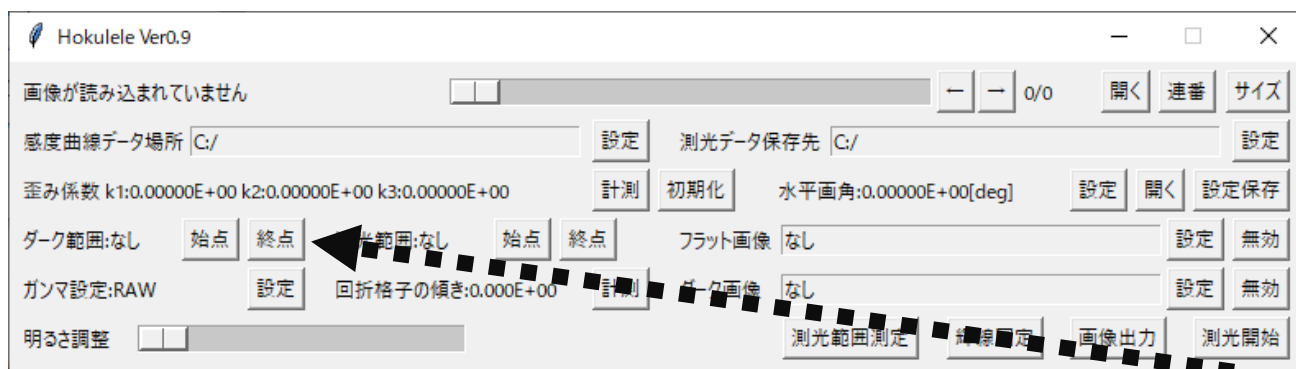 Hokulele Ver0.9
画像が読み込まれていません ← → 0/0 開く 連番 サイズ
感度曲線データ場所 C:/ 設定 測光データ保存先 C:/ 設定
歪み係数 k1:0.00000E+00 k2:0.00000E+00 k3:0.00000E+00 計測 初期化 水平画角:0.00000E+00[deg] 設定 開く 設定保存
ダーク範囲:なし 始点 終点 光範囲:なし 始点 終点 フラット画像 なし 設定 無効
ガンマ設定:RAW 設定 回折格子の傾き:0.000E+00 計測 ダーク画像 なし 設定 無効
明るさ調整 測光範囲測定 輝線固定 画像出力 測光開始